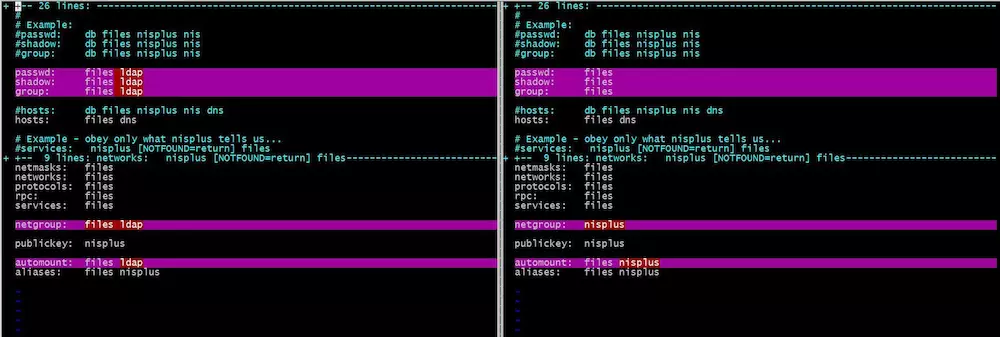 + +-- 26 lines: ----------------------------------------
#
# Example:
#passwd:    db files nisplus nis
#shadow:    db files nisplus nis
#group:     db files nisplus nis
passwd:     files ldap
shadow:     files ldap
group:      files ldap
#hosts:     db files nisplus nis dns
hosts:      files dns
# Example - obey only what nisplus tells us...
#services:   nisplus [NOTFOUND=return] files
+ +--  9 lines: networks:   nisplus [NOTFOUND=return] files--------------------------
netmasks:   files
networks:   files
protocols:  files
rpc:        files
services:   files
netgroup:   files ldap
publickey:  nisplus
automount:  files ldap
aliases:    files nisplus
~
~
~
~
~
+ +-- 26 lines: ----------------------------------------
#
# Example:
#passwd:    db files nisplus nis
#shadow:    db files nisplus nis
#group:     db files nisplus nis
passwd:     files
shadow:     files
group:      files
#hosts:     db files nisplus nis dns
hosts:      files dns
# Example - obey only what nisplus tells us...
#services:   nisplus [NOTFOUND=return] files
+ +--  9 lines: networks:   nisplus [NOTFOUND=return] files--------------------------
netmasks:   files
networks:   files
protocols:  files
rpc:        files
services:   files
netgroup:   nisplus
publickey:  nisplus
automount:  files nisplus
aliases:    files nisplus
~
~
~
~
~